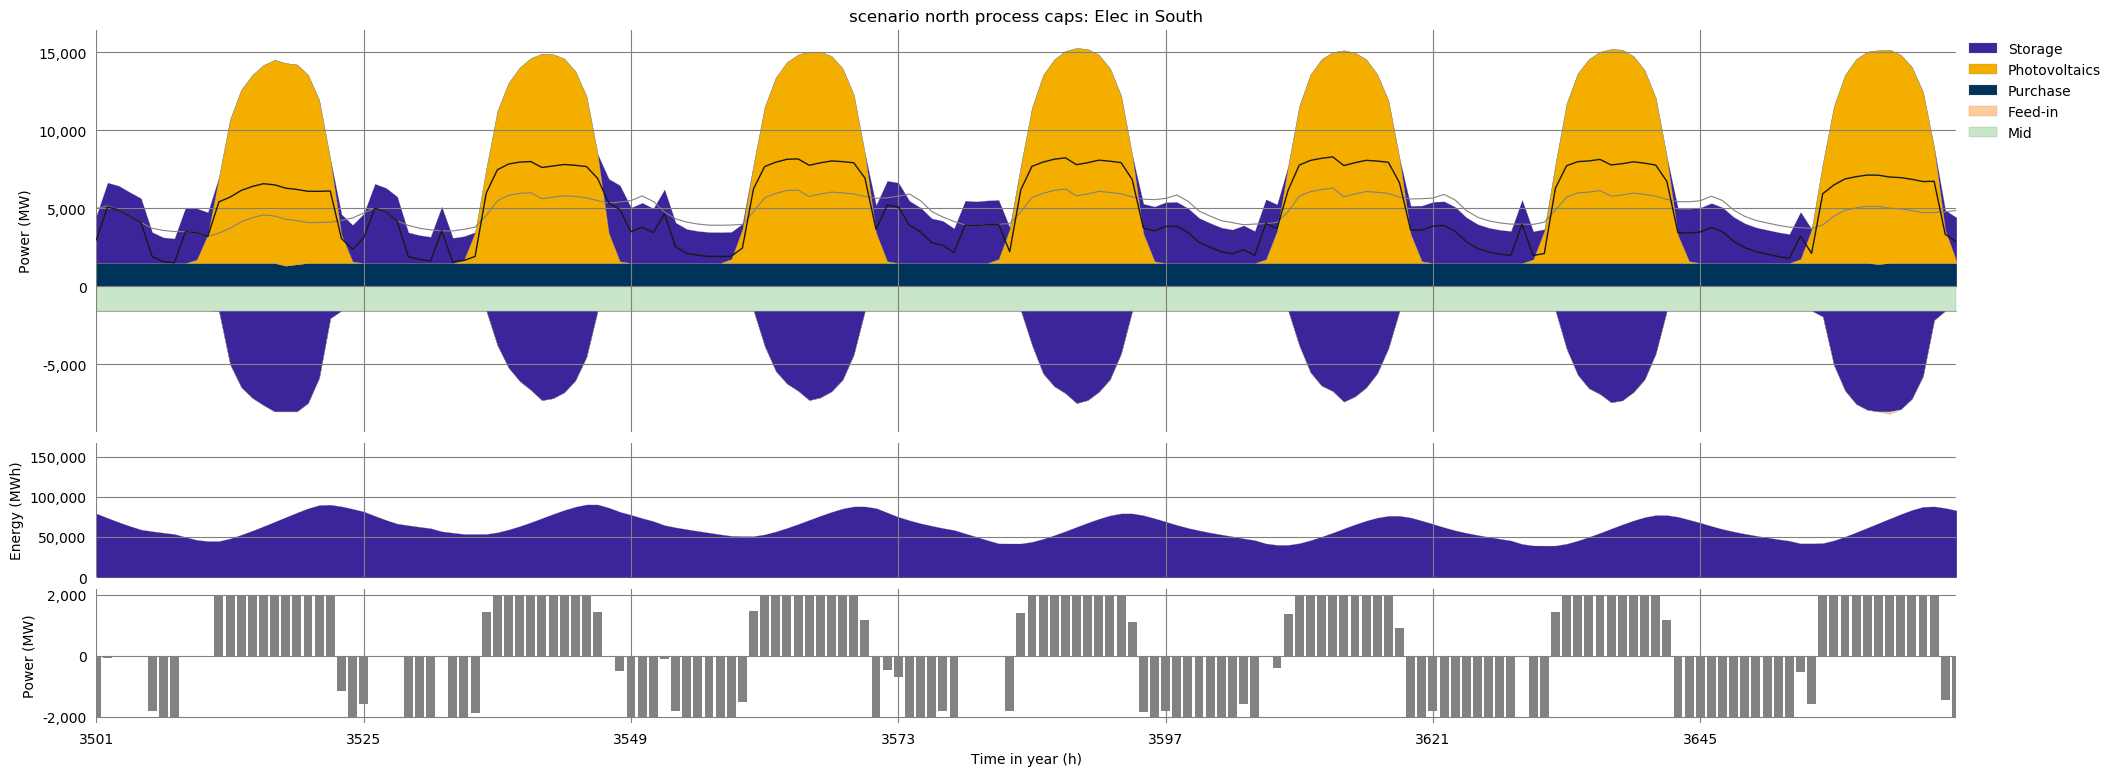 scenario north process caps: Elec in South
15,000
10,000
5,000
0
-5,000
Power (MW)
Storage
Photovoltaics
Purchase
Feed-in
Mid
150,000
100,000
50,000
0
Energy (MWh)
2,000
0
-2,000
Power (MW)
3501
3525
3549
3573
3597
3621
3645
Time in year (h)